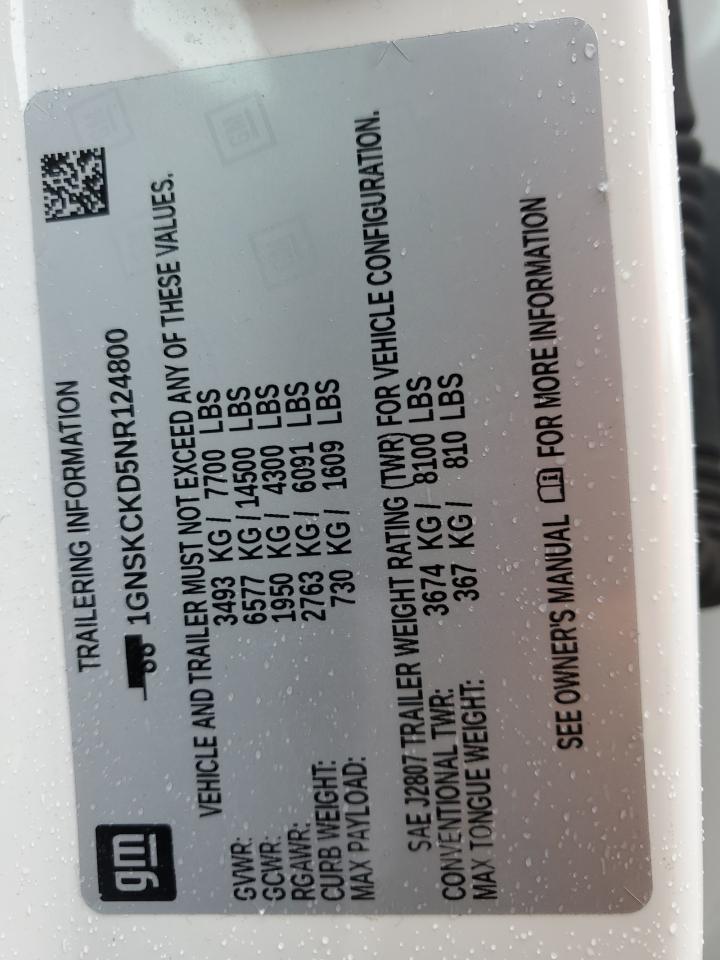 gm
TRAILERING INFORMATION
1GNSKCKD5NR124800
VEHICLE AND TRAILER MUST NOT EXCEED ANY OF THESE VALUES.
GVWR: 3493 KG / 7700 LBS
GCWR: 6577 KG / 14500 LBS
RGAWR: 1950 KG / 4300 LBS
CURB WEIGHT: 2763 KG / 6091 LBS
MAX PAYLOAD: 730 KG / 1609 LBS
SAE J2807 TRAILER WEIGHT RATING (TWR) FOR VEHICLE CONFIGURATION.
CONVENTIONAL TWR: 3674 KG / 8100 LBS
MAX TONGUE WEIGHT: 367 KG / 810 LBS
SEE OWNER'S MANUAL FOR MORE INFORMATION